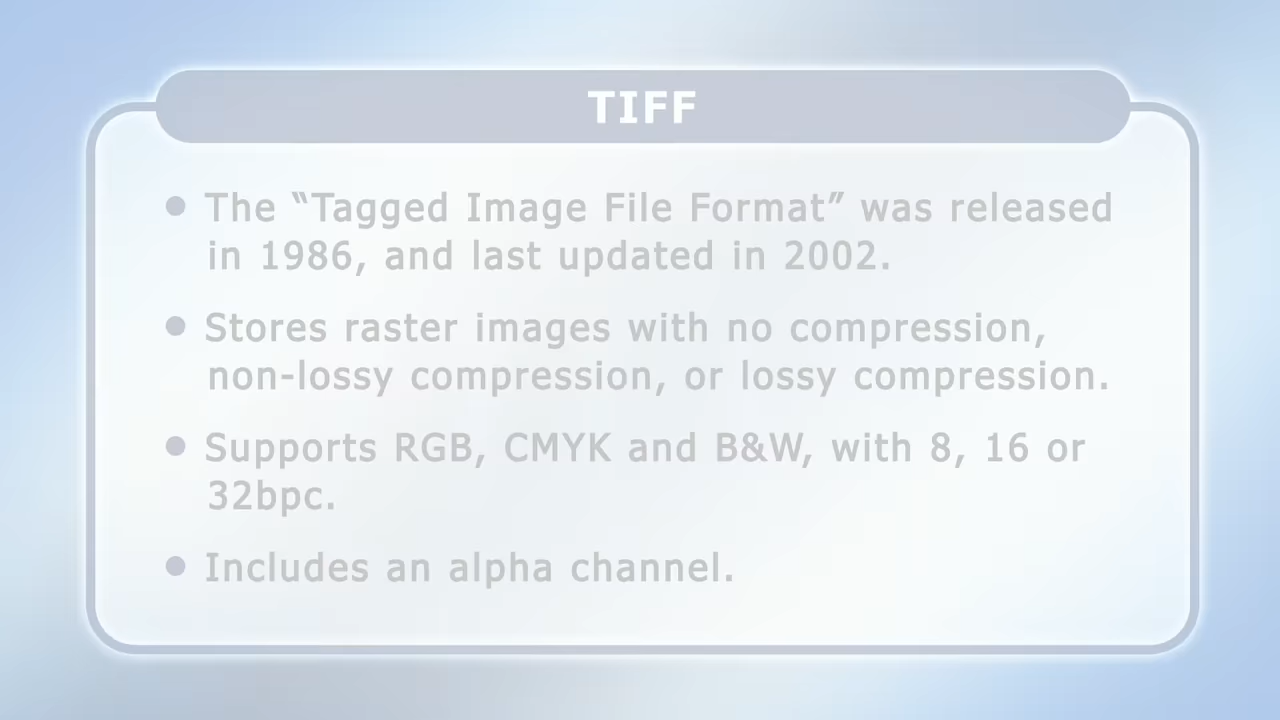 TIFF
• The “Tagged Image File Format” was released
in 1986, and last updated in 2002.
• Stores raster images with no compression,
non-lossy compression, or lossy compression.
• Supports RGB, CMYK and B&W, with 8, 16 or
32bpc.
• Includes an alpha channel.